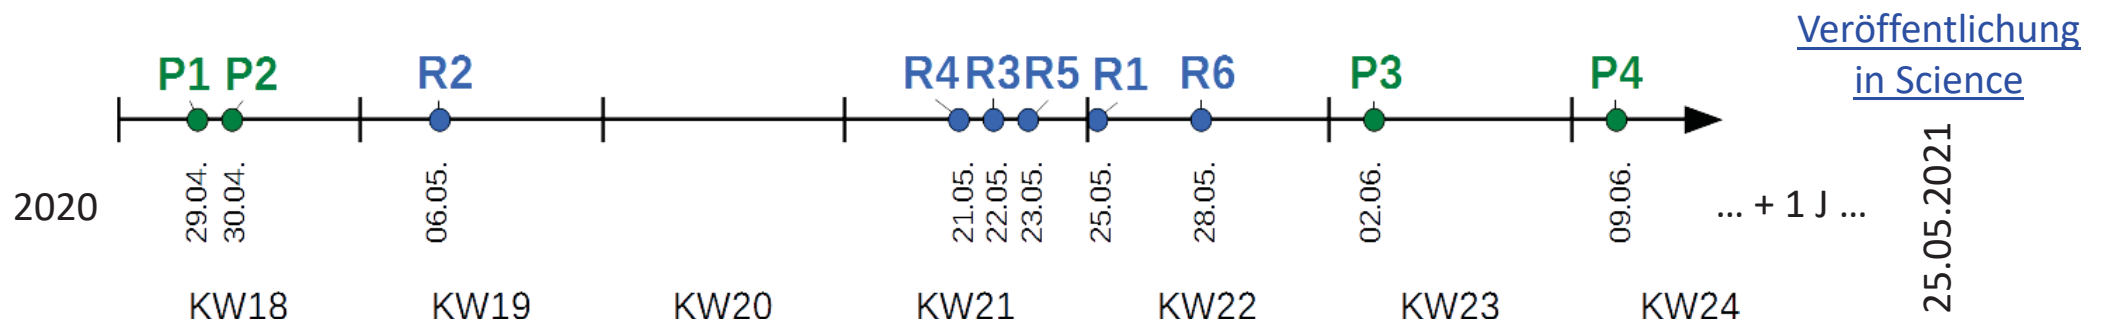 Veröffentlichung
in Science
P1 P2 R2 R4 R3 R5 R1 R6 P3 P4
2020 29.04. 30.04. 06.05. 21.05. 22.05. 23.05. 25.05. 28.05. 02.06. 09.06. ... + 1 J ... 25.05.2021
KW18 KW19 KW20 KW21 KW22 KW23 KW24